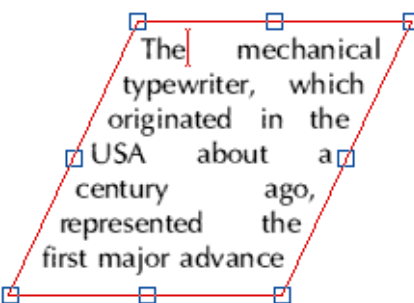 The mechanical
typewriter, which
originated in the
USA about a
century ago,
represented the
first major advance